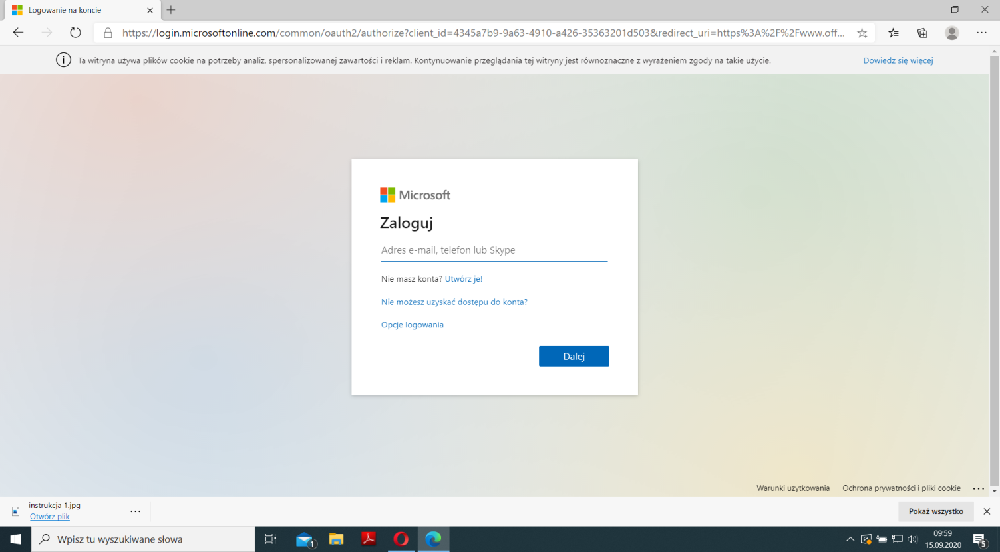 Logowanie na koncie
https://login.microsoftonline.com/common/oauth2/authorize?client_id=4345a7b9-9a63-4910-a426-35363201d503&redirect_uri=https%3A%2F%2Fwww.off...
Ta witryna używa plików cookie na potrzeby analiz, spersonalizowanej zawartości i reklam. Kontynuowanie przeglądania tej witryny jest równoznaczne z wyrażeniem zgody na takie użycie.
Dowiedz się więcej
Microsoft
Zaloguj
Adres e-mail, telefon lub Skype
Nie masz konta? Utwórz je!
Nie możesz uzyskać dostępu do konta?
Opcje logowania
Dalej
Warunki użytkowania
Ochrona prywatności i pliki cookie
instrukcja 1.jpg
Otwórz plik
Pokaż wszystko
Wpisz tu wyszukiwane słowa
1
09:59
15.09.2020
5